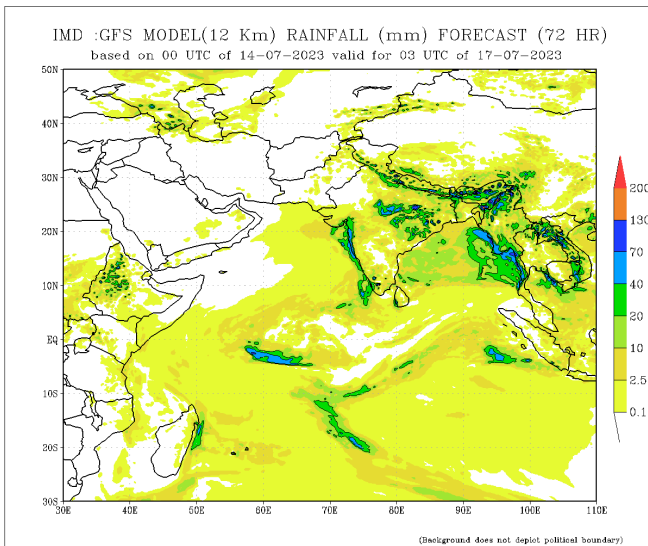 IMD :GFS MODEL(12 Km) RAINFALL (mm) FORECAST (72 HR)
based on 00 UTC of 14-07-2023 valid for 03 UTC of 17-07-2023
50N
40N
30N
20N
10N
EQ
10S
20S
30S
30E 40E 50E 60E 70E 80E 90E 100E 110E
200
130
70
40
20
10
2.5
0.1
(Background does not depict political boundary)